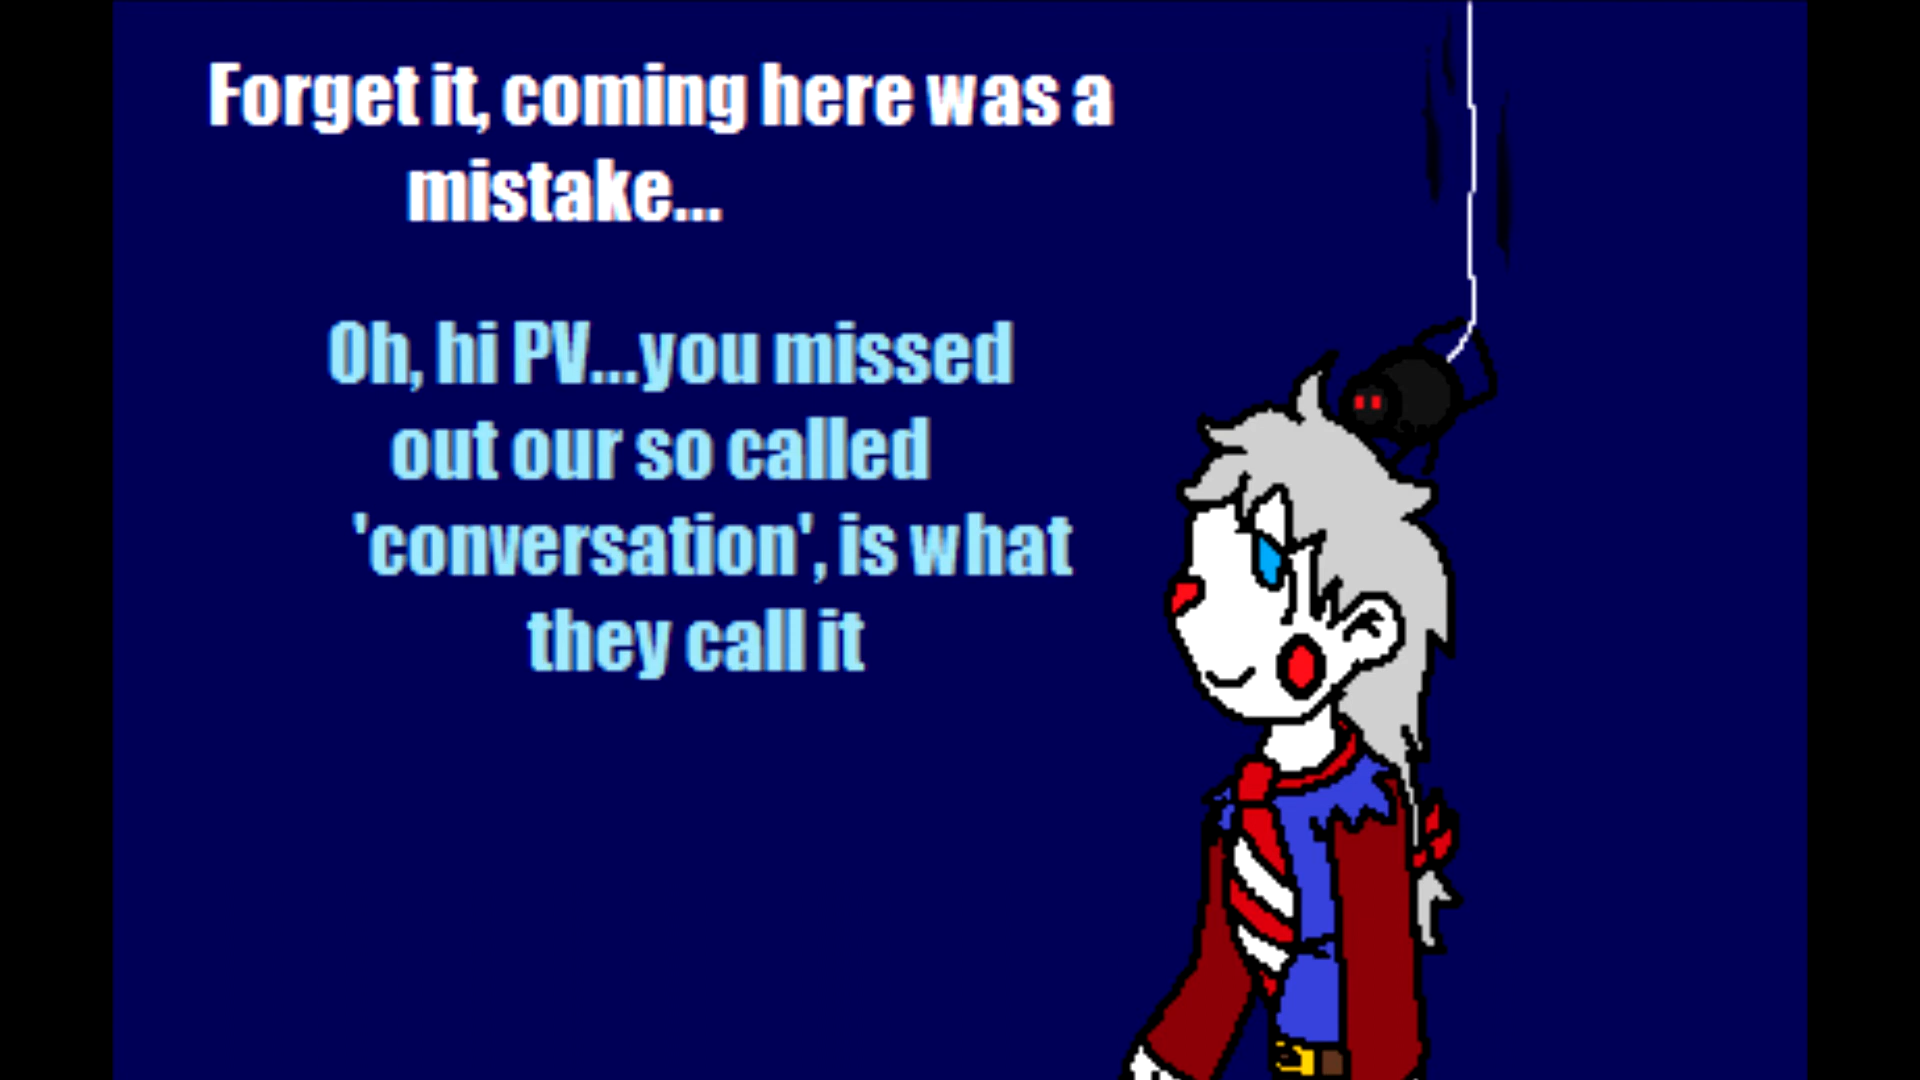 Forget it, coming here was a
mistake...
Oh, hi PV...you missed
out our so called
'conversation', is what
they call it